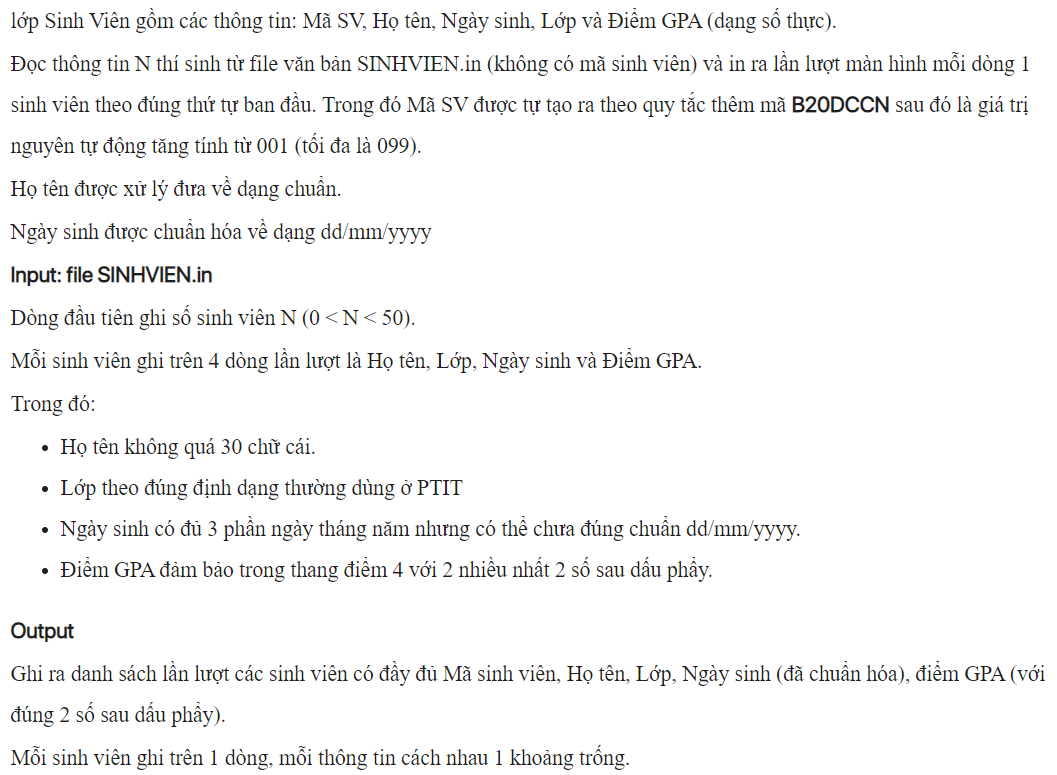 lớp Sinh Viên gồm các thông tin: Mã SV, Họ tên, Ngày sinh, Lớp và Điểm GPA (dạng số thực).
Đọc thông tin N thí sinh từ file văn bản SINHVIEN.in (không có mã sinh viên) và in ra lần lượt màn hình mỗi dòng 1
sinh viên theo đúng thứ tự ban đầu. Trong đó Mã SV được tự tạo ra theo quy tắc thêm mã B20DCCN sau đó là giá trị
nguyên tự động tăng tính từ 001 (tối đa là 099).
Họ tên được xử lý đưa về dạng chuẩn.
Ngày sinh được chuẩn hóa về dạng dd/mm/yyyy
Input: file SINHVIEN.in
Dòng đầu tiên ghi số sinh viên N (0 < N < 50).
Mỗi sinh viên ghi trên 4 dòng lần lượt là Họ tên, Lớp, Ngày sinh và Điểm GPA.
Trong đó:
• Họ tên không quá 30 chữ cái.
• Lớp theo đúng định dạng thường dùng ở PTIT
• Ngày sinh có đủ 3 phần ngày tháng năm nhưng có thể chưa đúng chuẩn dd/mm/yyyy.
• Điểm GPA đảm bảo trong thang điểm 4 với 2 nhiều nhất 2 số sau dấu phẩy.
Output
Ghi ra danh sách lần lượt các sinh viên có đầy đủ Mã sinh viên, Họ tên, Lớp, Ngày sinh (đã chuẩn hóa), điểm GPA (với
đúng 2 số sau dấu phẩy).
Mỗi sinh viên ghi trên 1 dòng, mỗi thông tin cách nhau 1 khoảng trống.